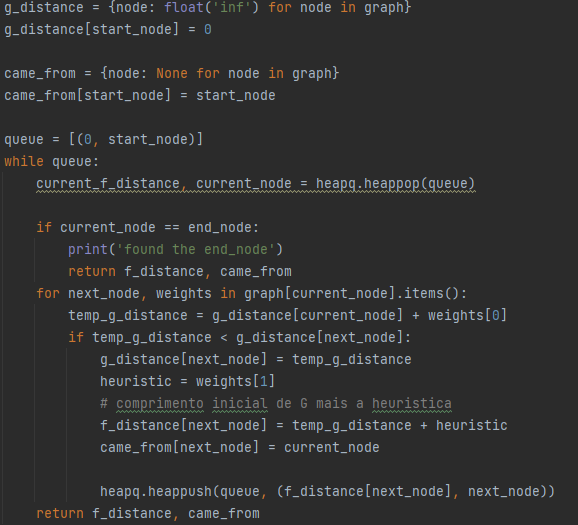 g_distance = {node: float('inf') for node in graph}
g_distance[start_node] = 0
came_from = {node: None for node in graph}
came_from[start_node] = start_node
queue = [(0, start_node)]
while queue:
current_f_distance, current_node = heapq.heappop(queue)
if current_node == end_node:
print('found the end_node')
return f_distance, came_from
for next_node, weights in graph[current_node].items():
temp_g_distance = g_distance[current_node] + weights[0]
if temp_g_distance < g_distance[next_node]:
g_distance[next_node] = temp_g_distance
heuristic = weights[1]
# comprimento inicial de G mais a heuristica
f_distance[next_node] = temp_g_distance + heuristic
came_from[next_node] = current_node
heapq.heappush(queue, (f_distance[next_node], next_node))
return f_distance, came_from